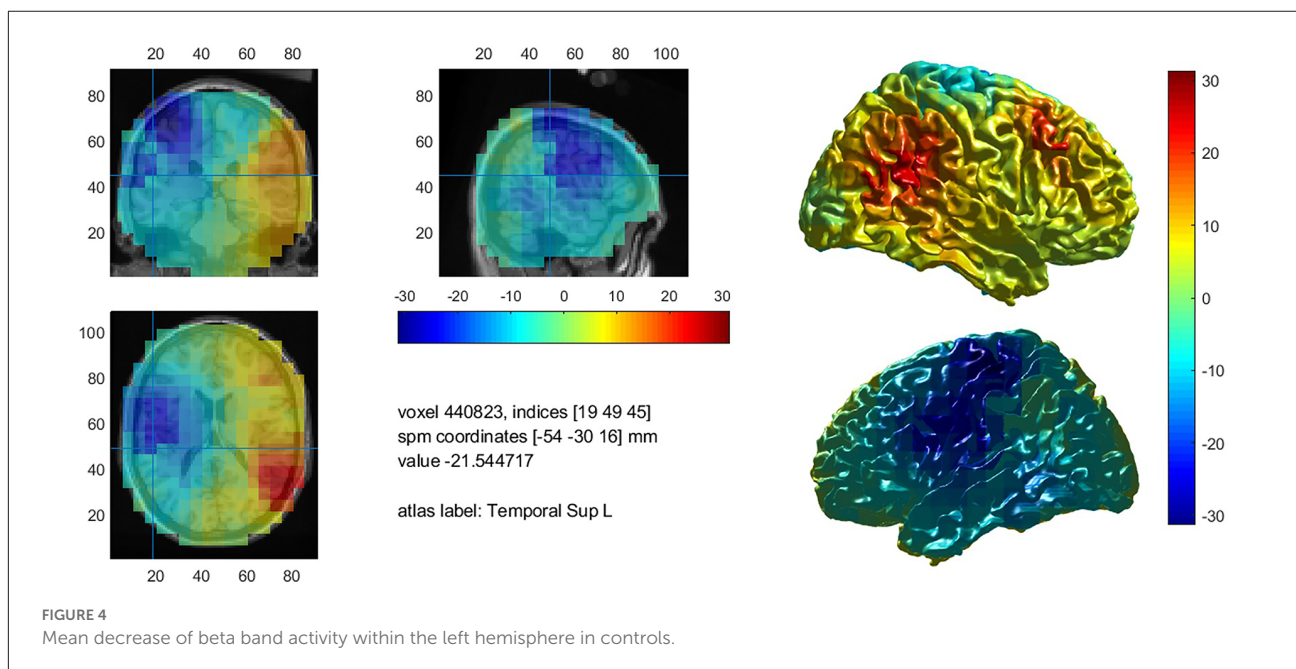 20 40 60 80
80
60
40
20
20 40 60 80 100
80
60
40
20
-30 -20 -10 0 10 20 30
100
80
60
40
20
20 40 60 80
voxel 440823, indices [19 49 45]
spm coordinates [-54 -30 16] mm
value -21.544717
atlas label: Temporal Sup L
30
20
10
0
-10
-20
-30
FIGURE 4
Mean decrease of beta band activity within the left hemisphere in controls.